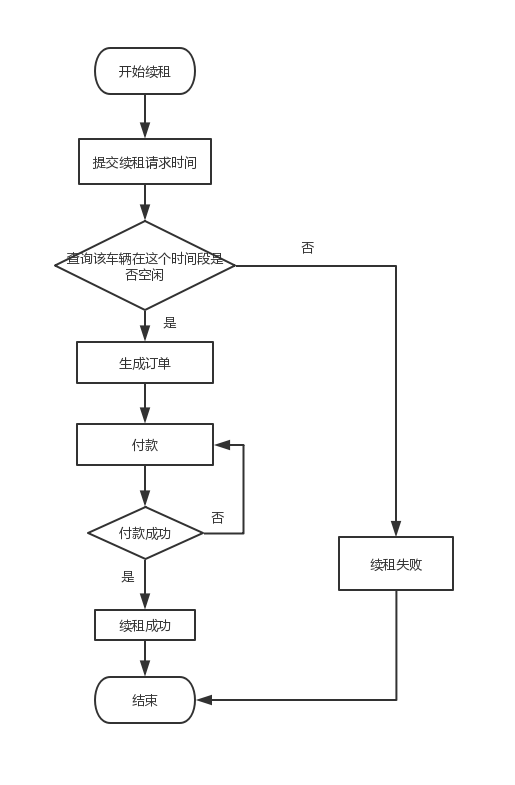 开始续租
提交续租请求时间
查询该车辆在这个时间段是
否空闲
否
是
生成订单
付款
否
付款成功
是
续租失败
续租成功
结束